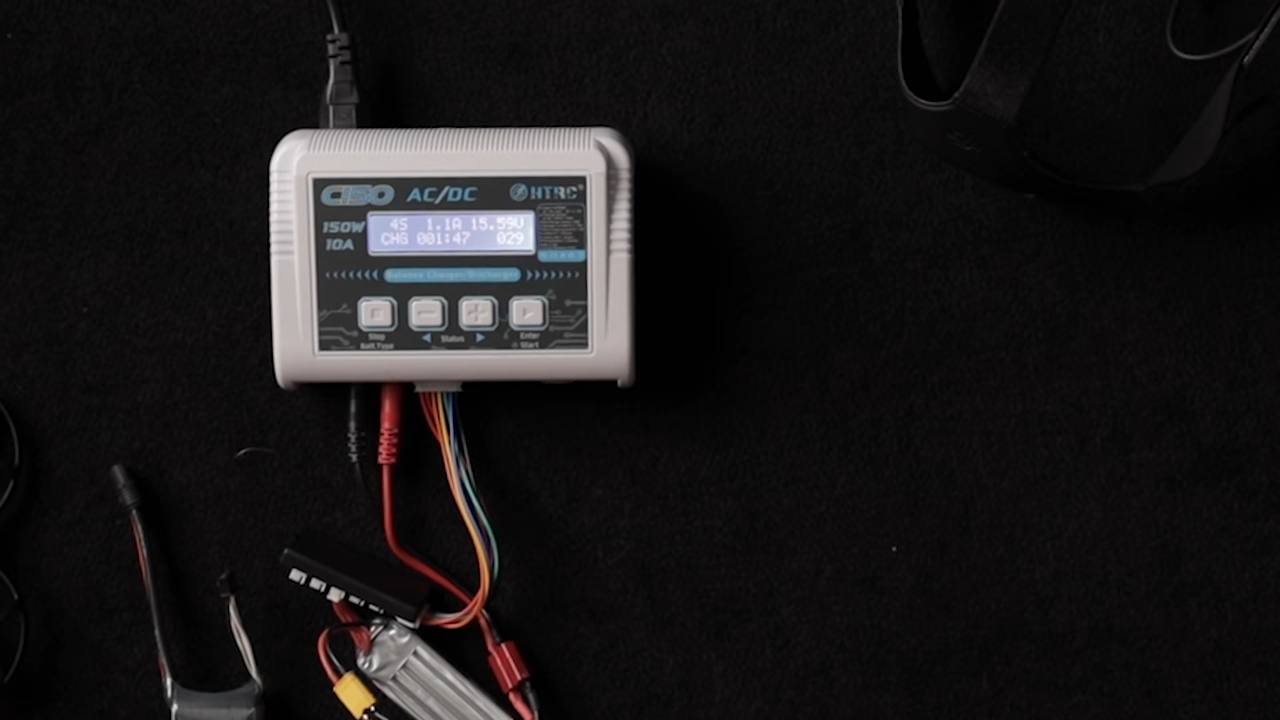 C150 AC/DC HTRC
150W
10A
4S 1.1A 15.59V
CHG 001:47 029
Balance Charger/Discharger
Stop
Batt.Type
Status
Enter
Start